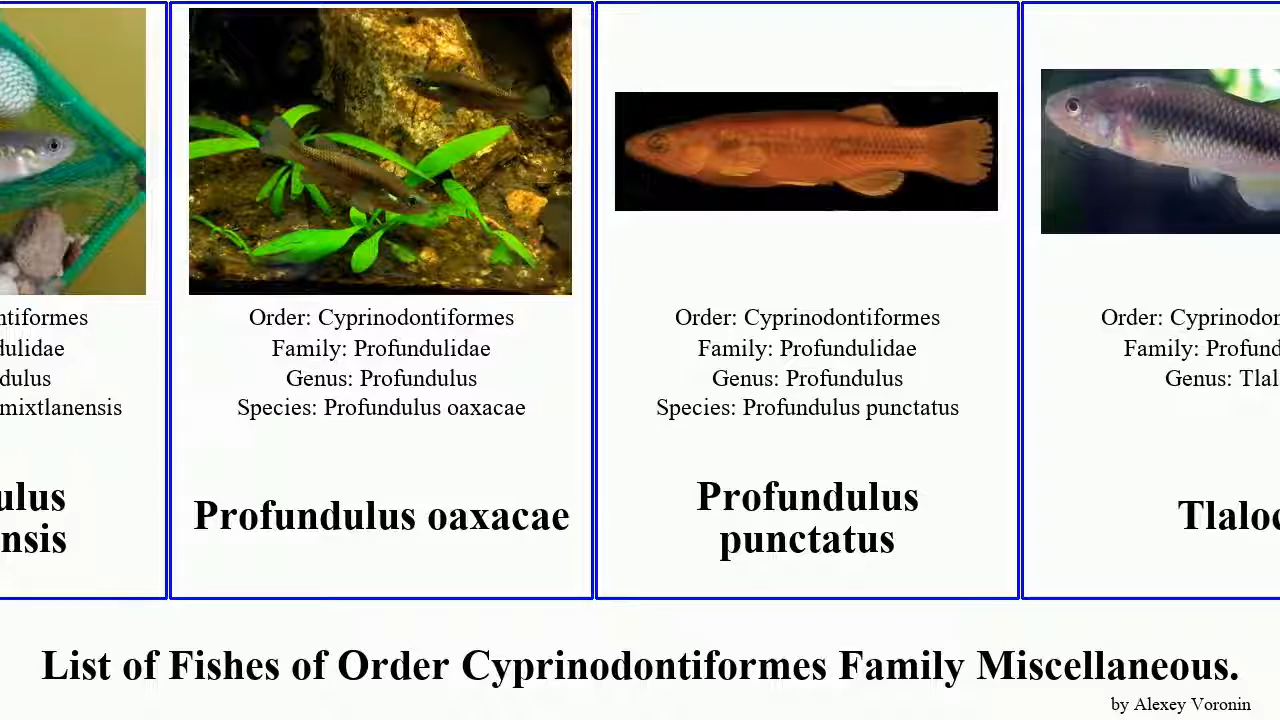 ntiformes
dulidae
dulus
mixtlanensis
ulus
nsis
Order: Cyprinodontiformes
Family: Profundulidae
Genus: Profundulus
Species: Profundulus oaxacae
Profundulus oaxacae
Order: Cyprinodontiformes
Family: Profundulidae
Genus: Profundulus
Species: Profundulus punctatus
Profundulus
punctatus
Order: Cyprinodon
Family: Profund
Genus: Tlal
Tlaloc
List of Fishes of Order Cyprinodontiformes Family Miscellaneous.
by Alexey Voronin